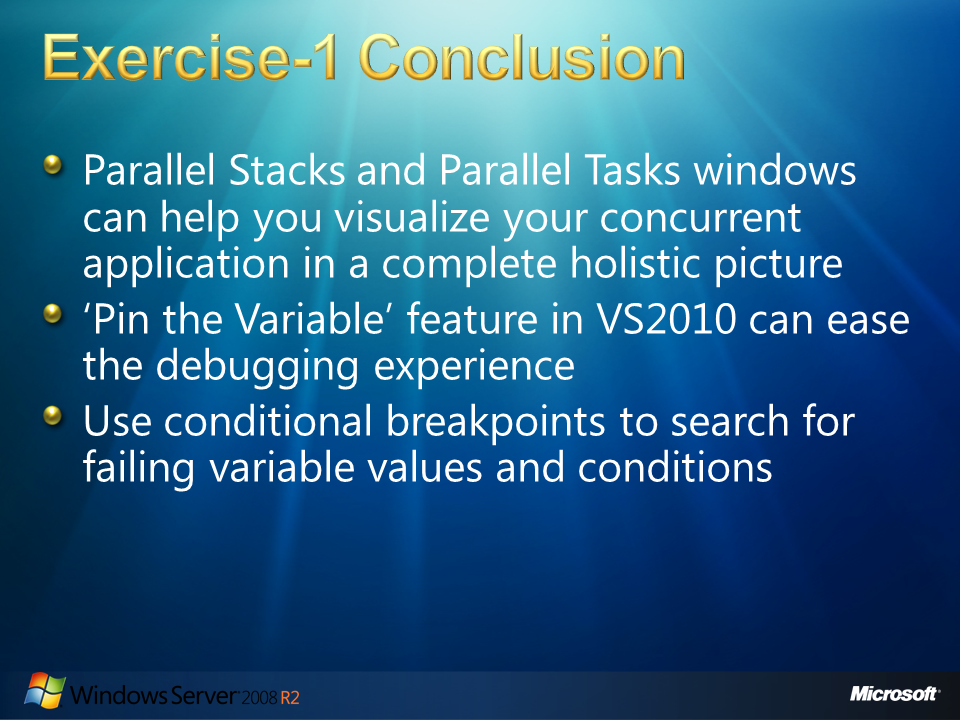 Exercise-1 Conclusion
Parallel Stacks and Parallel Tasks windows
can help you visualize your concurrent
application in a complete holistic picture
‘Pin the Variable’ feature in VS2010 can ease
the debugging experience
Use conditional breakpoints to search for
failing variable values and conditions
Windows Server 2008 R2
Microsoft®